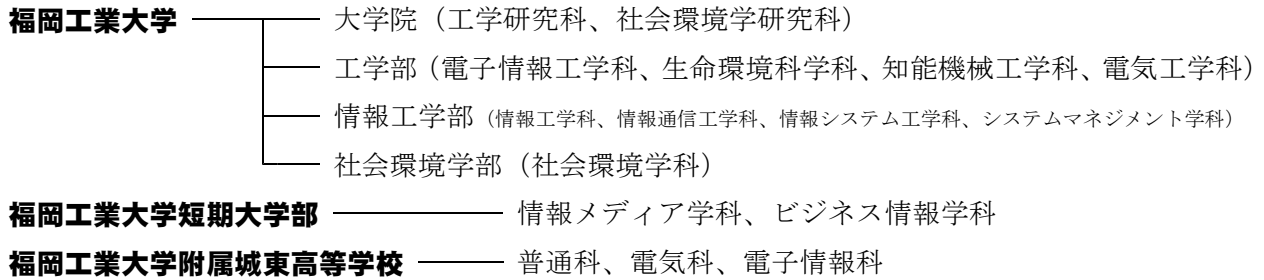 福岡工業大学 大学院（工学研究科、社会環境学研究科）
工学部（電子情報工学科、生命環境科学科、知能機械工学科、電気工学科）
情報工学部（情報工学科、情報通信工学科、情報システム工学科、システムマネジメント学科）
社会環境学部（社会環境学科）
福岡工業大学短期大学部 情報メディア学科、ビジネス情報学科
福岡工業大学附属城東高等学校 普通科、電気科、電子情報科